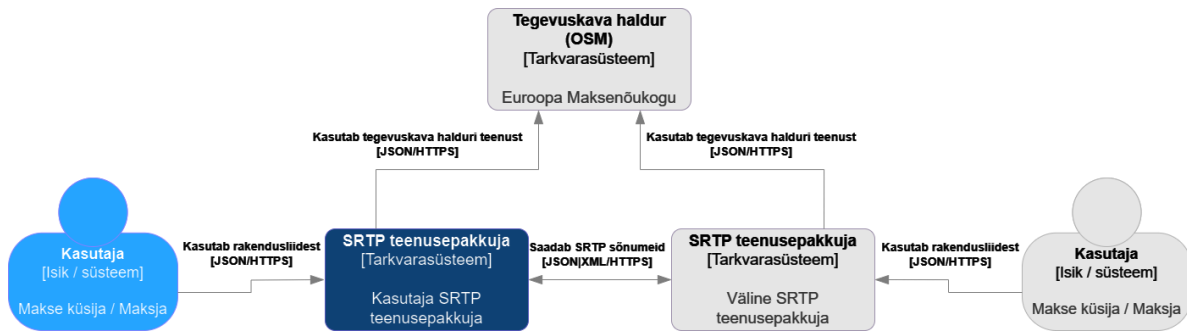 Tegevuskava haldur
(OSM)
[Tarkvarasüsteem]
Euroopa Maksenõukogu
Kasutab tegevuskava halduri teenust
[JSON/HTTPS]
Kasutab tegevuskava halduri teenust
[JSON/HTTPS]
Kasutaja
[Isik / süsteem]
Makse küsija / Maksja
Kasutab rakendusliidest
[JSON/HTTPS]
SRTP teenusepakkuja
[Tarkvarasüsteem]
Kasutaja SRTP
teenusepakkuja
Saadab SRTP sõnumeid
[JSON|XML/HTTPS]
SRTP teenusepakkuja
[Tarkvarasüsteem]
Väline SRTP
teenusepakkuja
Kasutab rakendusliidest
[JSON/HTTPS]
Kasutaja
[Isik / süsteem]
Makse küsija / Maksja